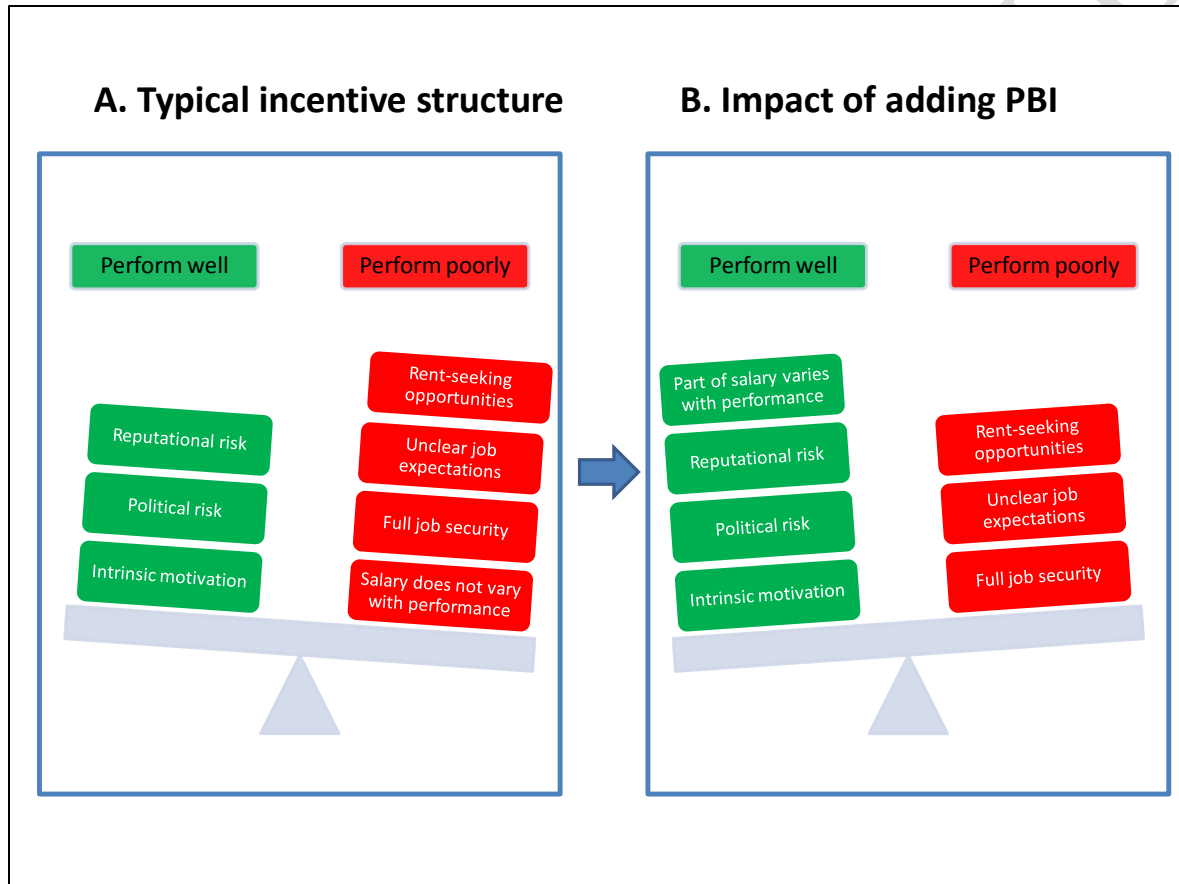 A. Typical incentive structure
Perform well
Perform poorly
Reputational risk
Political risk
Intrinsic motivation
Rent-seeking
opportunities
Unclear job
expectations
Full job security
Salary does not vary
with performance
B. Impact of adding PBI
Perform well
Perform poorly
Part of salary varies
with performance
Reputational risk
Political risk
Intrinsic motivation
Rent-seeking
opportunities
Unclear job
expectations
Full job security